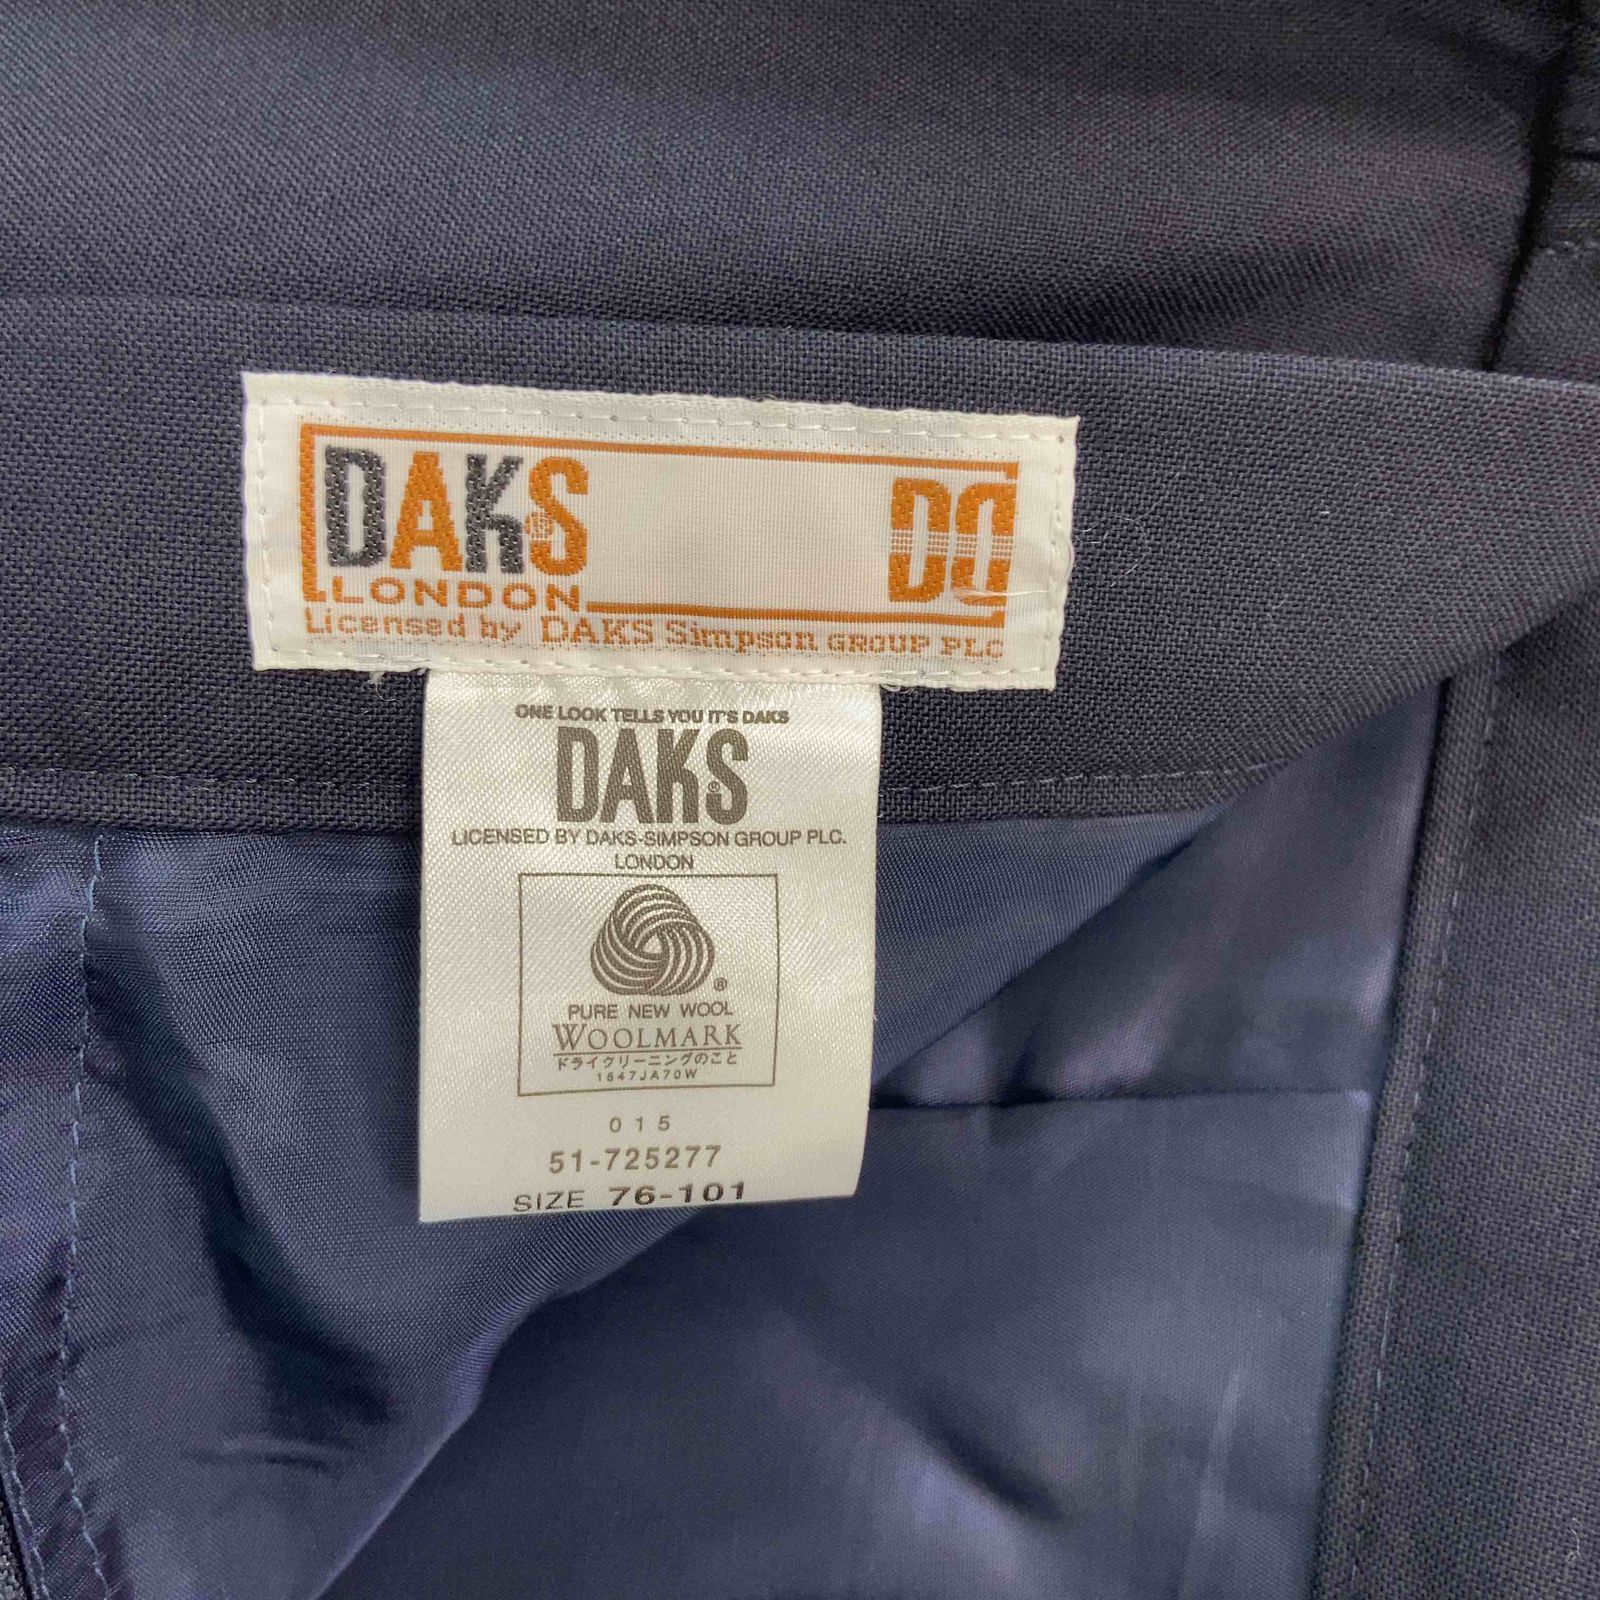 DAKS
LONDON
Licensed by DAKS Simpson GROUP PLC
DD
ONE LOOK TELLS YOU IT'S DAKS
DAKS®
LICENSED BY DAKS-SIMPSON GROUP PLC.
LONDON
®
PURE NEW WOOL
WOOLMARK
ドライクリーニングのこと
1647JA70W
015
51-725277
SIZE 76-101